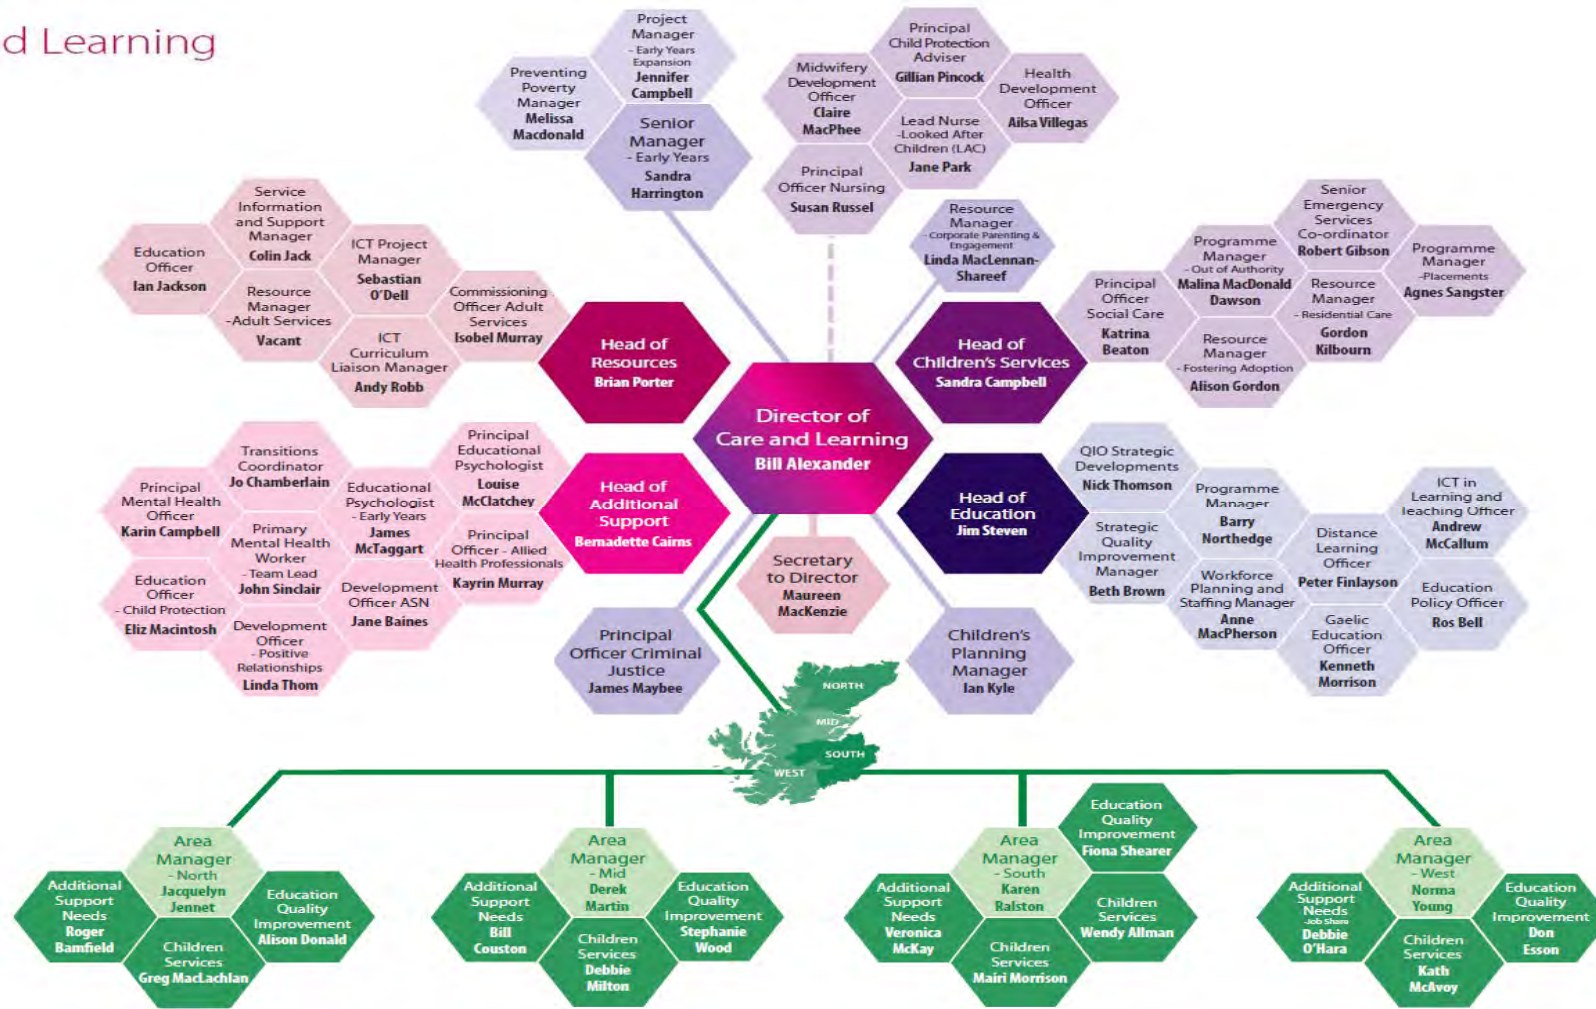 d Learning
Project
Manager
- Early Years
Expansion
Jennifer
Campbell
Preventing
Poverty
Manager
Melissa
Macdonald
Senior
Manager
- Early Years
Sandra
Harrington
Principal
Child Protection
Adviser
Gillian Pincock
Midwifery
Development
Officer
Claire
MacPhee
Health
Development
Officer
Ailsa Villegas
Lead Nurse
-Looked After
Children (LAC)
Jane Park
Principal
Officer Nursing
Susan Russel
Resource
Manager
- Corporate Parenting &
Engagement
Linda MacLennan-
Shareef
Service
Information
and Support
Manager
Colin Jack
Education
Officer
Ian Jackson
ICT Project
Manager
Sebastian
O'Dell
Resource
Manager
-Adult Services
Vacant
Commissioning
Officer Adult
Services
Isobel Murray
ICT
Curriculum
Liaison Manager
Andy Robb
Head of
Resources
Brian Porter
Head of
Children's Services
Sandra Campbell
Senior
Emergency
Services
Co-ordinator
Robert Gibson
Programme
Manager
- Out of Authority
Malina MacDonald
Dawson
Programme
Manager
-Placements
Agnes Sangster
Principal
Officer
Social Care
Katrina
Beaton
Resource
Manager
- Residential Care
Gordon
Kilbourn
Resource
Manager
- Fostering Adoption
Alison Gordon
Director of
Care and Learning
Bill Alexander
Transitions
Coordinator
Jo Chamberlain
Principal
Educational
Psychologist
Louise
McClatchey
Principal
Mental Health
Officer
Karin Campbell
Educational
Psychologist
- Early Years
James
McTaggart
Primary
Mental Health
Worker
- Team Lead
John Sinclair
Principal
Officer - Allied
Health Professionals
Kayrin Murray
Education
Officer
- Child Protection
Eliz Macintosh
Development
Officer ASN
Jane Baines
Development
Officer
- Positive
Relationships
Linda Thom
Head of
Additional
Support
Bernadette Cairns
Head of
Education
Jim Steven
QIO Strategic
Developments
Nick Thomson
Programme
Manager
Barry
Northedge
Strategic
Quality
Improvement
Manager
Beth Brown
Workforce
Planning and
Staffing Manager
Anne
MacPherson
Distance
Learning
Officer
Peter Finlayson
ICT in
Learning and
Teaching Officer
Andrew
McCallum
Education
Policy Officer
Ros Bell
Gaelic
Education
Officer
Kenneth
Morrison
Secretary
to Director
Maureen
MacKenzie
Principal
Officer Criminal
Justice
James Maybee
Children's
Planning
Manager
Ian Kyle
NORTH
MID
SOUTH
WEST
Area
Manager
- North
Jacquelyn
Jennet
Additional
Support
Needs
Roger
Bamfield
Education
Quality
Improvement
Alison Donald
Children
Services
Greg MacLachlan
Area
Manager
- Mid
Derek
Martin
Additional
Support
Needs
Bill
Couston
Education
Quality
Improvement
Stephanie
Wood
Children
Services
Debbie
Milton
Education
Quality
Improvement
Fiona Shearer
Area
Manager
- South
Karen
Ralston
Additional
Support
Needs
Veronica
McKay
Children
Services
Wendy Allman
Children
Services
Mairi Morrison
Area
Manager
- West
Norma
Young
Additional
Support
Needs
-Job Share
Debbie
O'Hara
Education
Quality
Improvement
Don
Esson
Children
Services
Kath
McAvoy